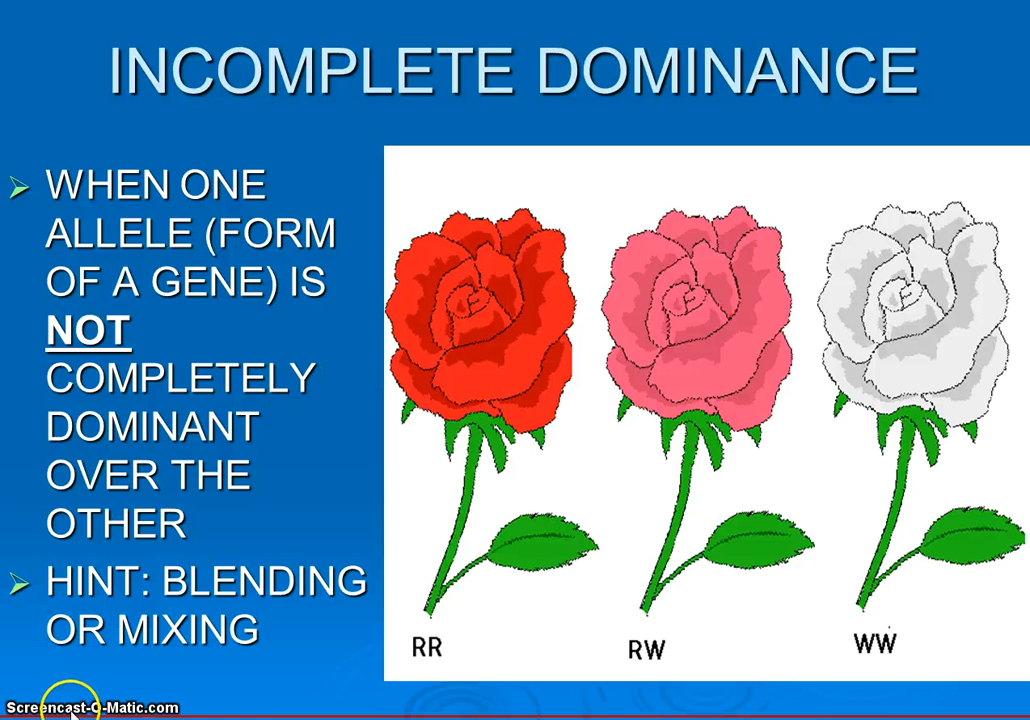 INCOMPLETE DOMINANCE
WHEN ONE
ALLELE (FORM
OF A GENE) IS
NOT
COMPLETELY
DOMINANT
OVER THE
OTHER
HINT: BLENDING
OR MIXING
RR
RW
WW
Screencast-O-Matic.com